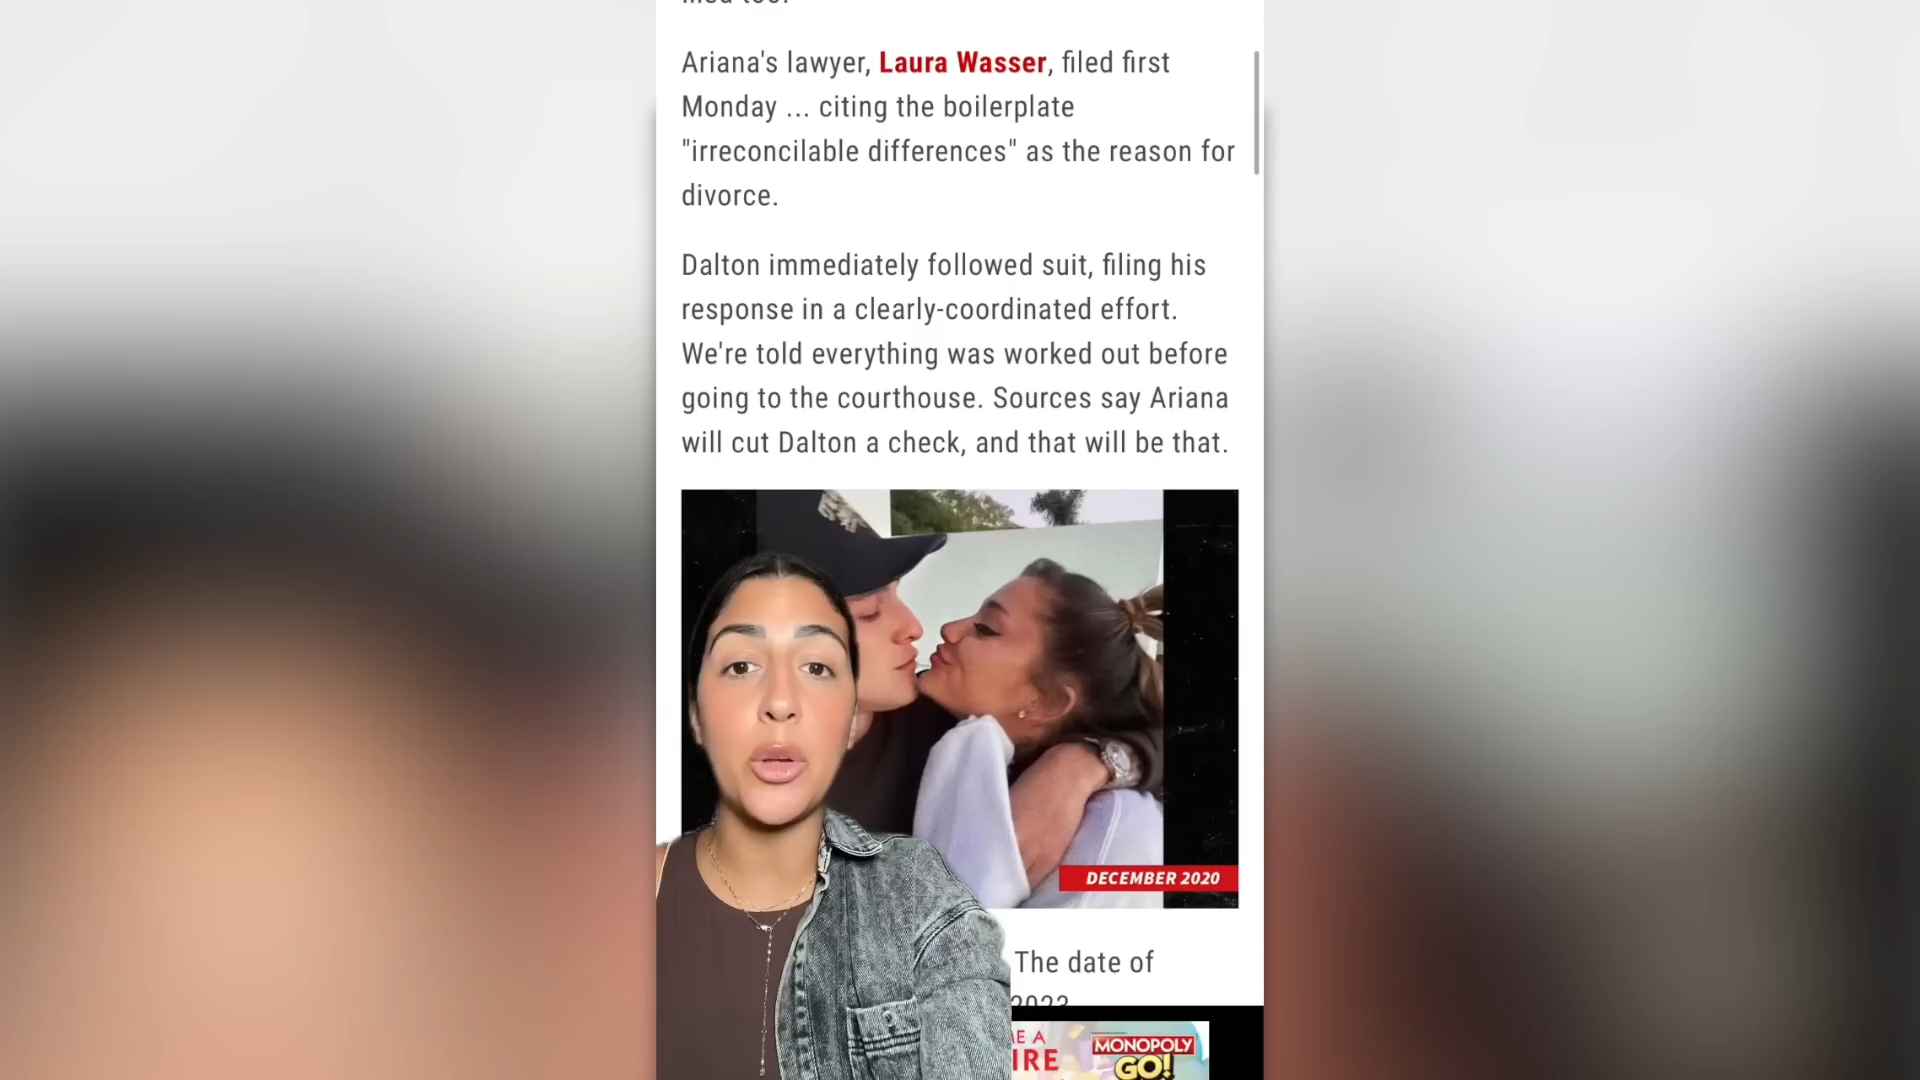 Ariana's lawyer, Laura Wasser, filed first
Monday ... citing the boilerplate
"irreconcilable differences" as the reason for
divorce.
Dalton immediately followed suit, filing his
response in a clearly-coordinated effort.
We're told everything was worked out before
going to the courthouse. Sources say Ariana
will cut Dalton a check, and that will be that.
DECEMBER 2020
The date of
2023
E A
IRE
MONOPOLY
GO!